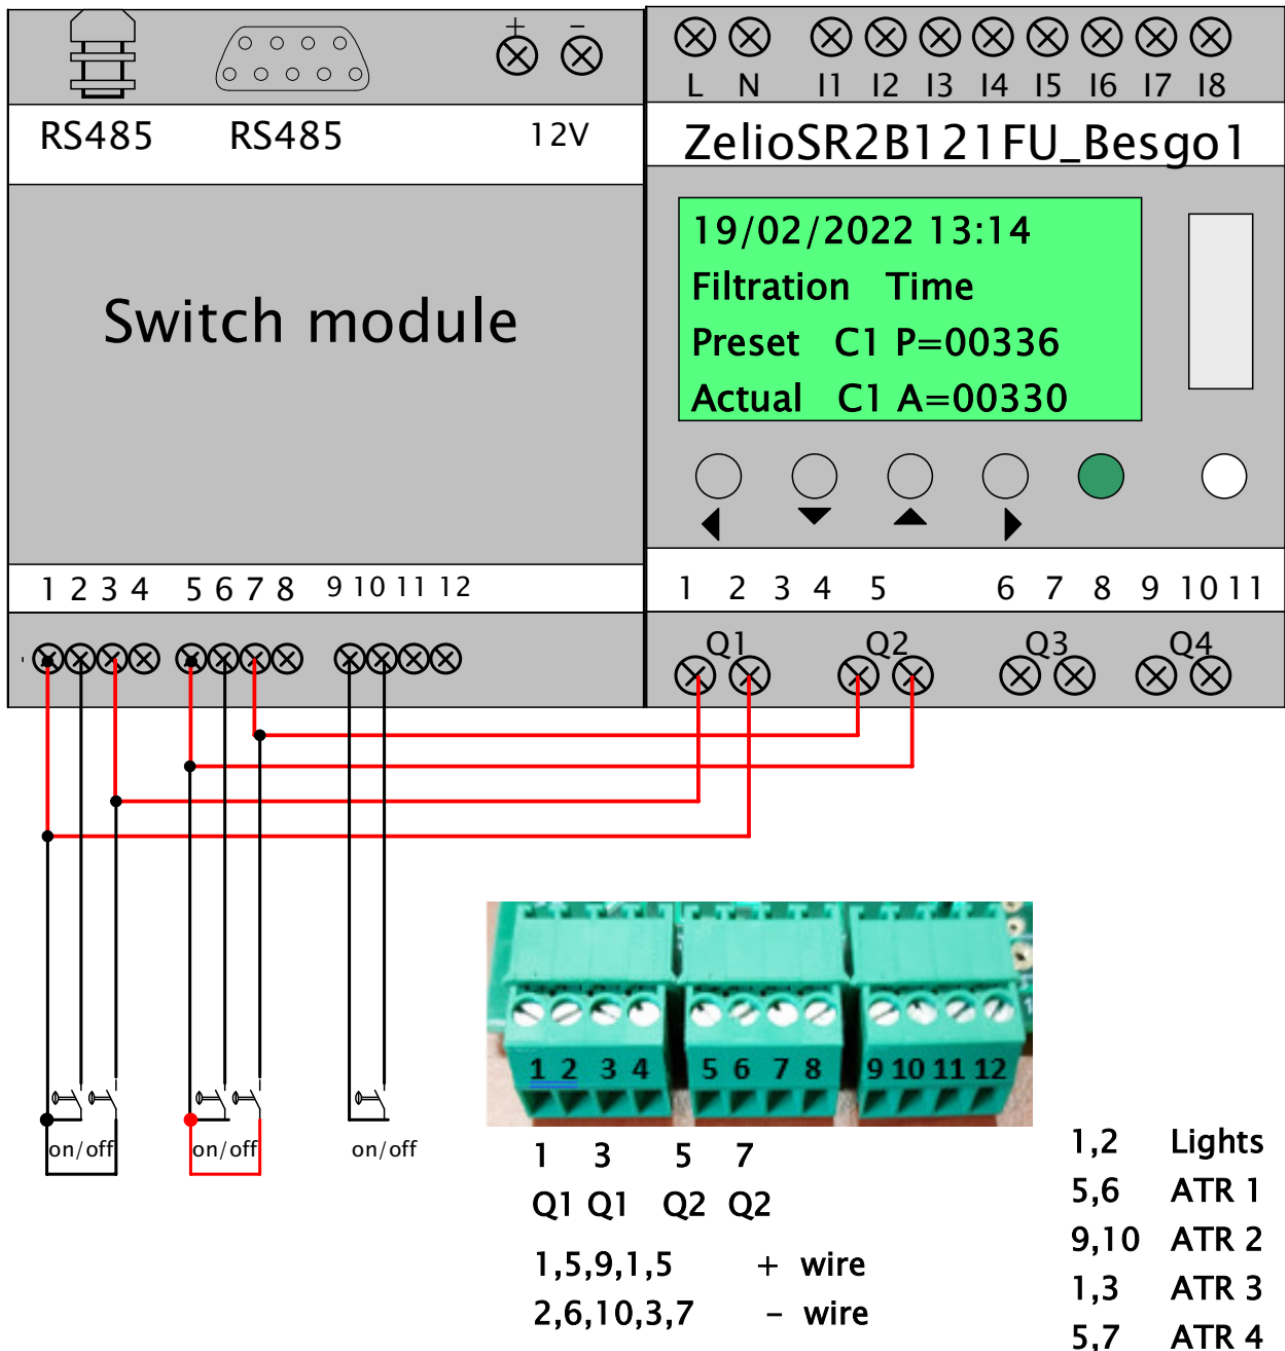 + -
RS485 RS485 12V
Switch module
1 2 3 4 5 6 7 8 9 10 11 12
L N I1 I2 I3 I4 I5 I6 I7 I8
ZelioSR2B121FU_Besgo1
19/02/2022 13:14
Filtration Time
Preset C1 P=00336
Actual C1 A=00330
1 2 3 4 5 6 7 8 9 10 11
Q1 Q2 Q3 Q4
on/off on/off on/off
1 2 3 4 5 6 7 8 9 10 11 12
1 3 5 7
Q1 Q1 Q2 Q2
1,5,9,1,5 + wire
2,6,10,3,7 – wire
1,2 Lights
5,6 ATR 1
9,10 ATR 2
1,3 ATR 3
5,7 ATR 4